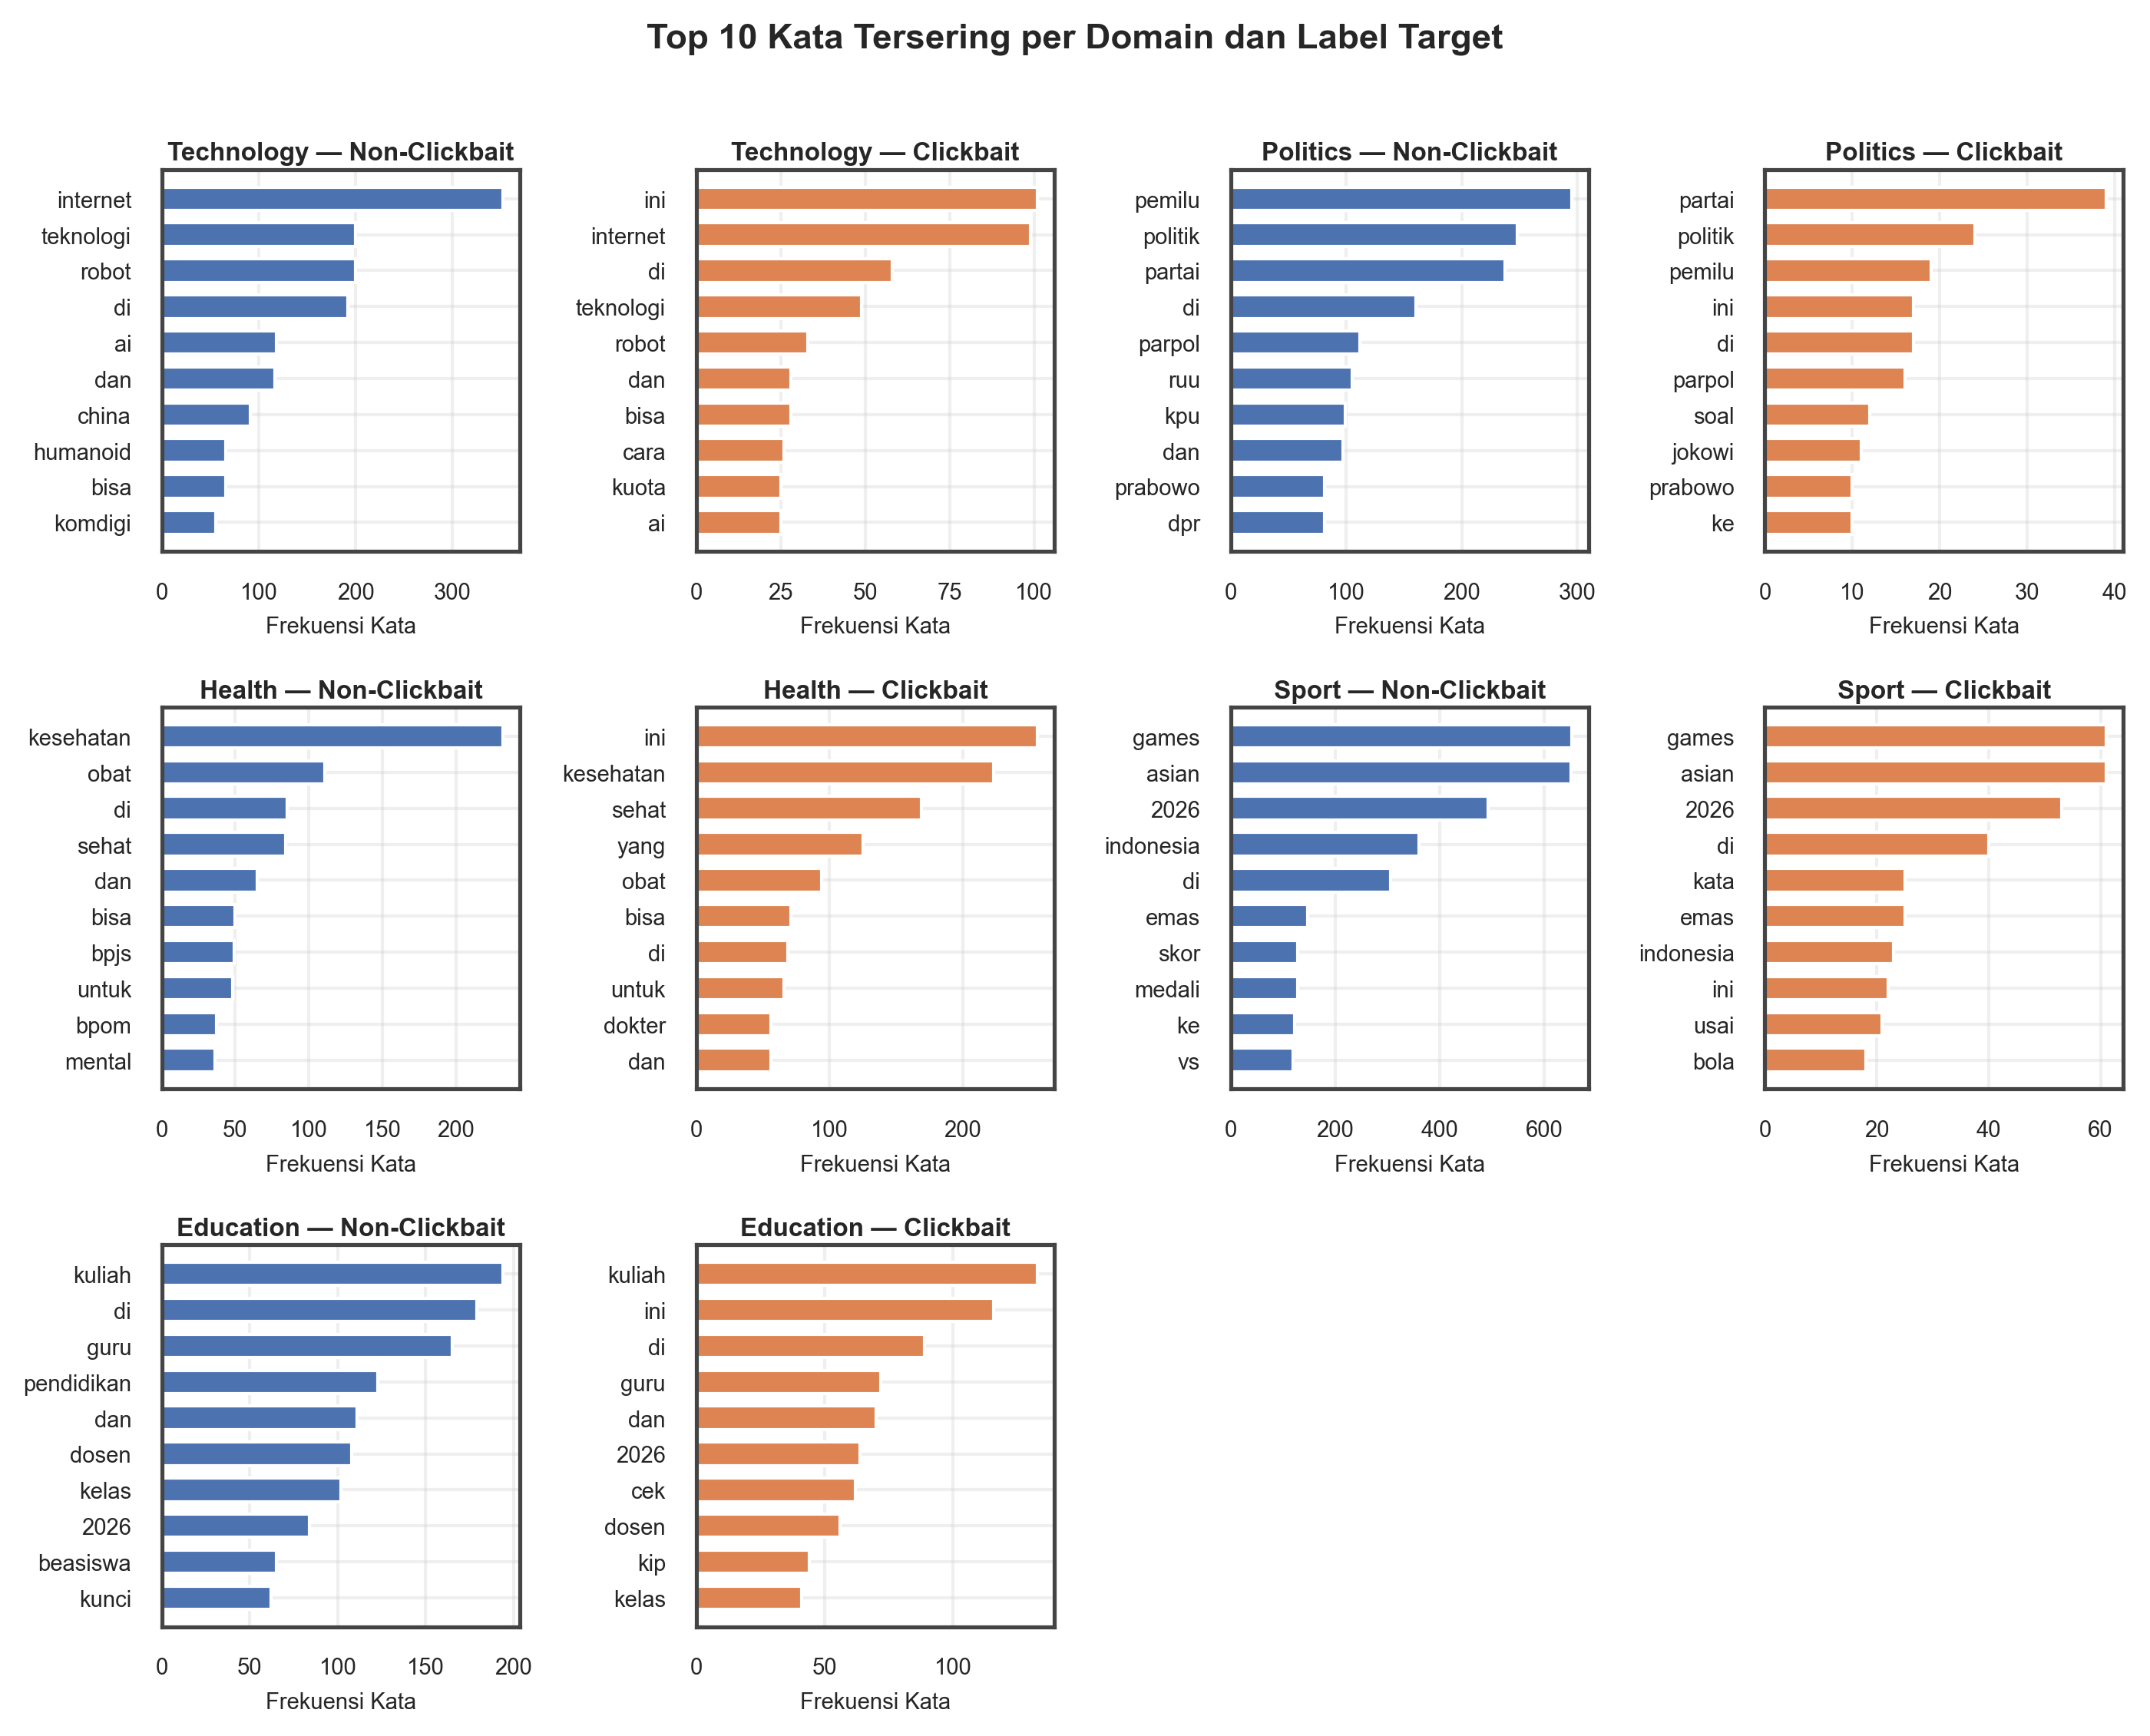 Top 10 Kata Tersering per Domain dan Label Target
Technology — Non-Clickbait
internet
teknologi
robot
di
ai
dan
china
humanoid
bisa
komdigi
0 100 200 300
Frekuensi Kata
Technology — Clickbait
ini
internet
di
teknologi
robot
dan
bisa
cara
kuota
ai
0 25 50 75 100
Frekuensi Kata
Politics — Non-Clickbait
pemilu
politik
partai
di
parpol
ruu
kpu
dan
prabowo
dpr
0 100 200 300
Frekuensi Kata
Politics — Clickbait
partai
politik
pemilu
ini
di
parpol
soal
jokowi
prabowo
ke
0 10 20 30 40
Frekuensi Kata
Health — Non-Clickbait
kesehatan
obat
di
sehat
dan
bisa
bpjs
untuk
bpom
mental
0 50 100 150 200
Frekuensi Kata
Health — Clickbait
ini
kesehatan
sehat
yang
obat
bisa
di
untuk
dokter
dan
0 100 200
Frekuensi Kata
Sport — Non-Clickbait
games
asian
2026
indonesia
di
emas
skor
medali
ke
vs
0 200 400 600
Frekuensi Kata
Sport — Clickbait
games
asian
2026
di
kata
emas
indonesia
ini
usai
bola
0 20 40 60
Frekuensi Kata
Education — Non-Clickbait
kuliah
di
guru
pendidikan
dan
dosen
kelas
2026
beasiswa
kunci
0 50 100 150 200
Frekuensi Kata
Education — Clickbait
kuliah
ini
di
guru
dan
2026
cek
dosen
kip
kelas
0 50 100
Frekuensi Kata